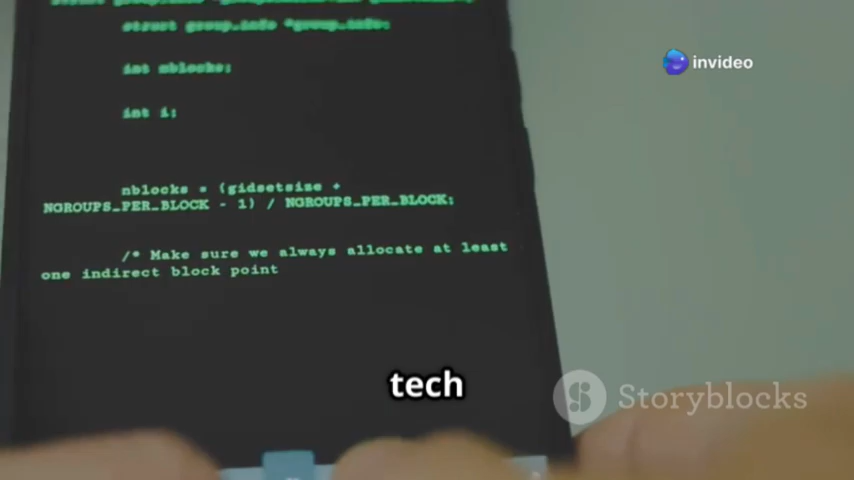 struct group_info *group_info;
int nblocks;
int i;
nblocks = (gidsetsize +
NGROUPS_PER_BLOCK - 1) / NGROUPS_PER_BLOCK;
/* Make sure we always allocate at least
one indirect block point
invideo
tech
Storyblocks